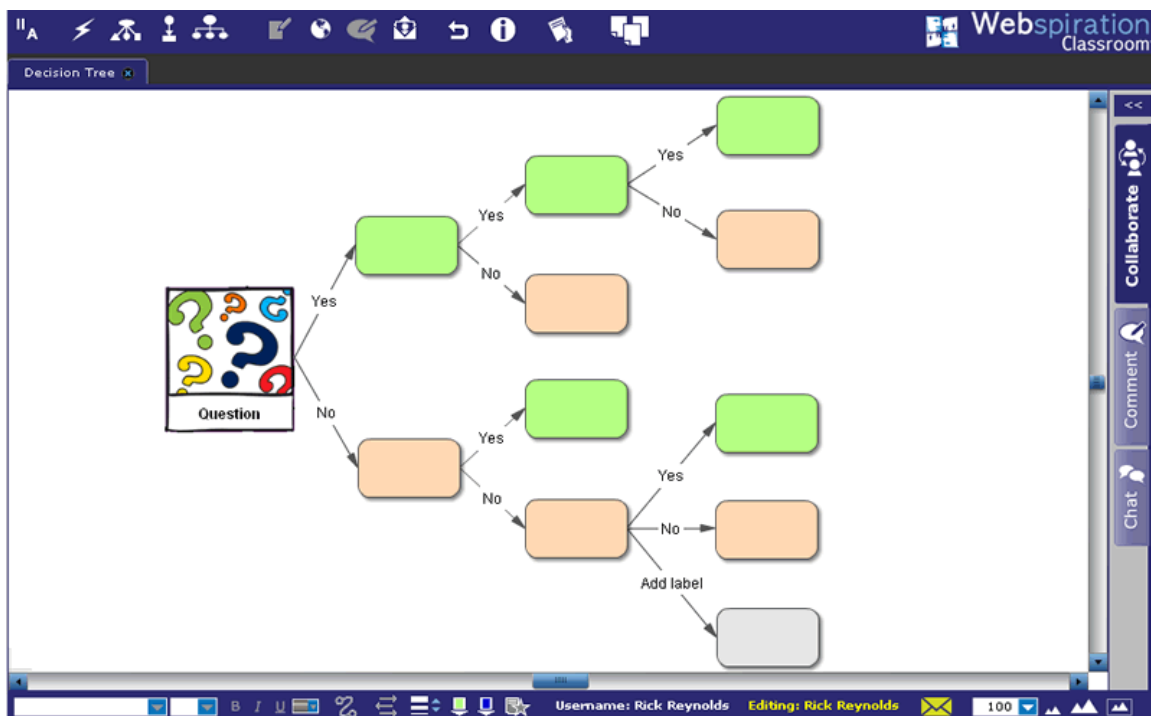 II A
Webspiration
Classroom
Decision Tree
<<
Collaborate
Comment
Chat
Yes
No
Yes
No
Yes
No
Question
Yes
No
Yes
No
Add label
B I U
Username: Rick Reynolds
Editing: Rick Reynolds
100